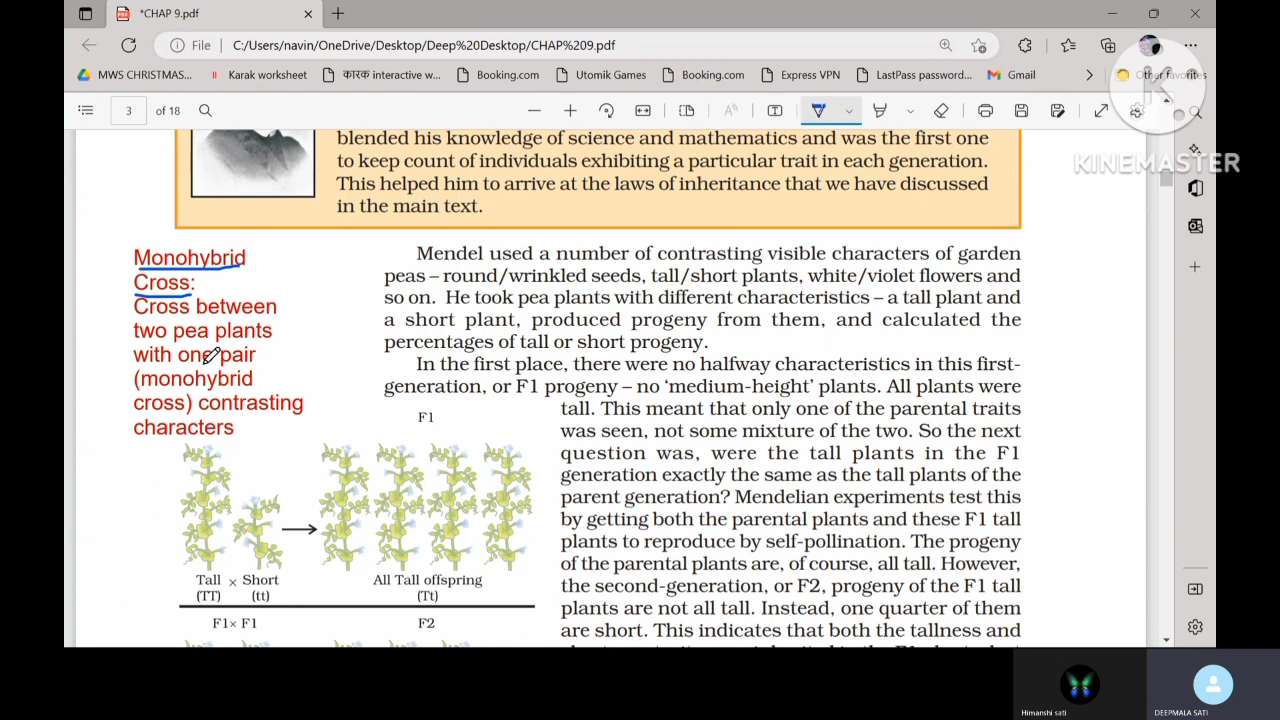 *CHAP 9.pdf
File
C:/Users/navin/OneDrive/Desktop/Deep%20Desktop/CHAP%209.pdf
MWS CHRISTMAS...
Karak worksheet
कारक interactive w...
Booking.com
Utomik Games
Booking.com
Express VPN
LastPass password...
Gmail
Other favorites
3 of 18
K
KINEMASTER
blended his knowledge of science and mathematics and was the first one
to keep count of individuals exhibiting a particular trait in each generation.
This helped him to arrive at the laws of inheritance that we have discussed
in the main text.
Monohybrid
Cross:
Cross between
two pea plants
with one pair
(monohybrid
cross) contrasting
characters
Mendel used a number of contrasting visible characters of garden
peas – round/wrinkled seeds, tall/short plants, white/violet flowers and
so on. He took pea plants with different characteristics – a tall plant and
a short plant, produced progeny from them, and calculated the
percentages of tall or short progeny.
In the first place, there were no halfway characteristics in this first-
generation, or F1 progeny – no ‘medium-height’ plants. All plants were
tall. This meant that only one of the parental traits
was seen, not some mixture of the two. So the next
question was, were the tall plants in the F1
generation exactly the same as the tall plants of the
parent generation? Mendelian experiments test this
by getting both the parental plants and these F1 tall
plants to reproduce by self-pollination. The progeny
of the parental plants are, of course, all tall. However,
the second-generation, or F2, progeny of the F1 tall
plants are not all tall. Instead, one quarter of them
are short. This indicates that both the tallness and
F1
Tall × Short
(TT) (tt)
All Tall offspring
(Tt)
F1× F1
F2
Himanshi sati
DEEPMALA SATI